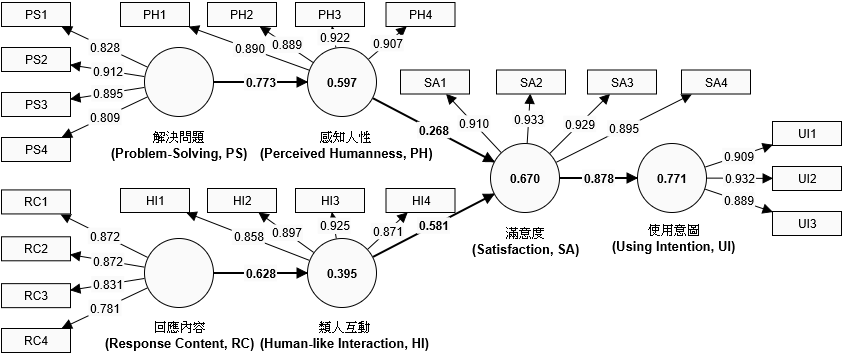 PS1
PH1
PH2
PH3
PH4
0.828
0.890
0.889
0.922
0.907
PS2
0.912
PS3
0.895
PS4
0.809
0.773
0.597
解決問題
(Problem-Solving, PS)
感知人性
(Perceived Humanness, PH)
0.268
SA1
SA2
SA3
SA4
0.910
0.933
0.929
0.895
0.670
滿意度
(Satisfaction, SA)
0.878
0.771
使用意圖
(Using Intention, UI)
UI1
0.909
UI2
0.932
UI3
0.889
RC1
HI1
HI2
HI3
HI4
0.872
0.858
0.897
0.925
0.871
0.581
RC2
0.872
RC3
0.831
RC4
0.781
0.628
0.395
回應內容
(Response Content, RC)
類人互動
(Human-like Interaction, HI)